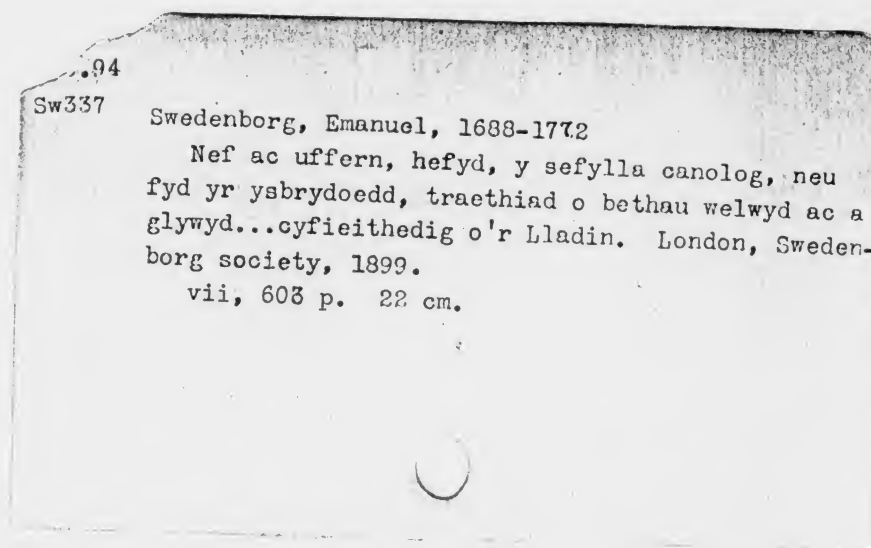 .94
Sw337
Swedenborg, Emanuel, 1688-1772
Nef ac uffern, hefyd, y sefylla canolog, neu
fyd yr ysbrydoedd, traethiad o bethau welwyd ac a
glywyd...cyfieithedig o'r Lladin. London, Sweden-
borg society, 1899.
vii, 603 p. 22 cm.